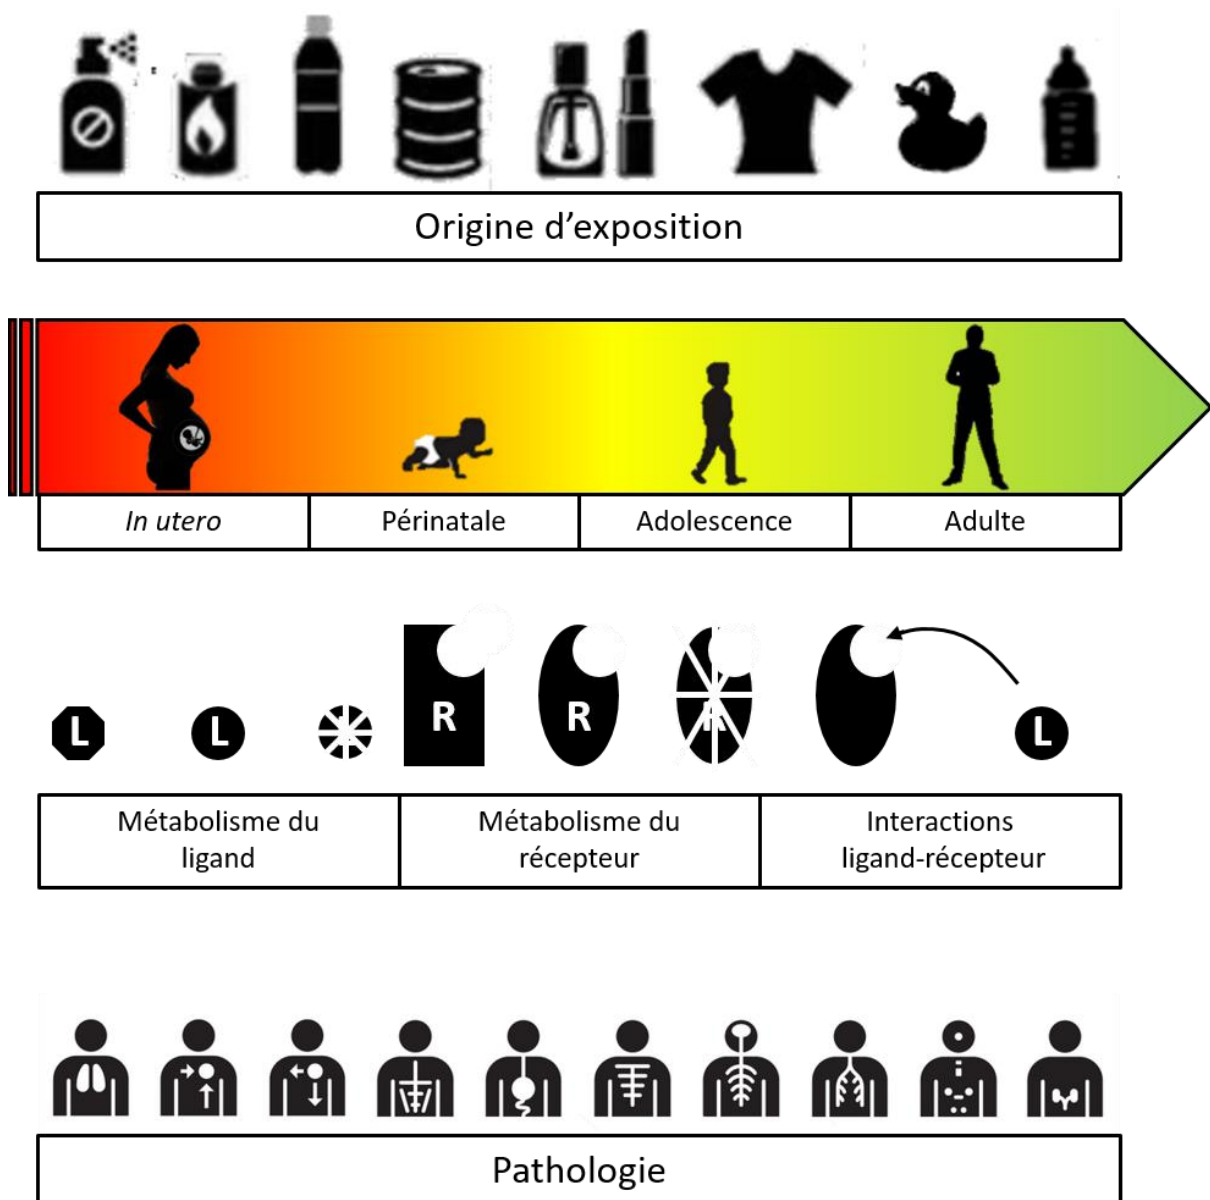 Origine d’exposition
In utero
Périnatale
Adolescence
Adulte
L
L
R
R
R
L
Métabolisme du
ligand
Métabolisme du
récepteur
Interactions
ligand-récepteur
Pathologie